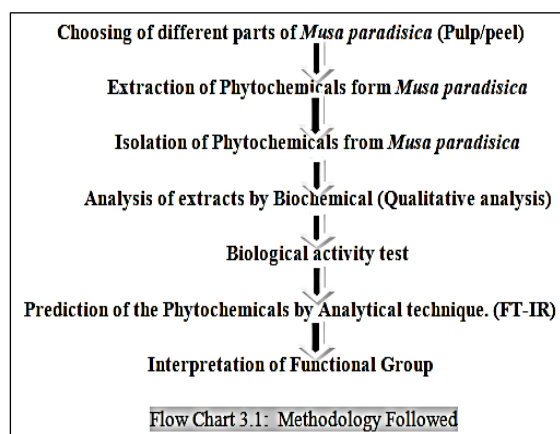 Choosing of different parts of Musa paradisica (Pulp/peel)
Extraction of Phytochemicals form Musa paradisica
Isolation of Phytochemicals from Musa paradisica
Analysis of extracts by Biochemical (Qualitative analysis)
Biological activity test
Prediction of the Phytochemicals by Analytical technique. (FT-IR)
Interpretation of Functional Group
Flow Chart 3.1: Methodology Followed